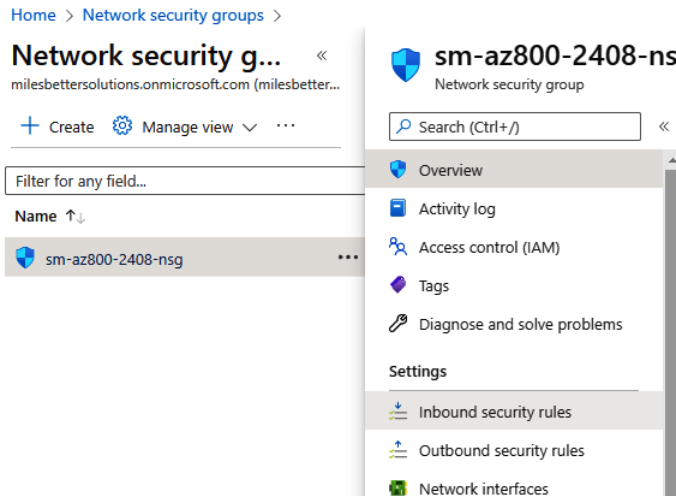 Home > Network security groups >
Network security g... «
milesbettersolutions.onmicrosoft.com (milesbetter...
+ Create Manage view ...
Filter for any field...
Name ↑↓
sm-az800-2408-nsg ...
sm-az800-2408-ns
Network security group
Search (Ctrl+/) «
Overview
Activity log
Access control (IAM)
Tags
Diagnose and solve problems
Settings
Inbound security rules
Outbound security rules
Network interfaces